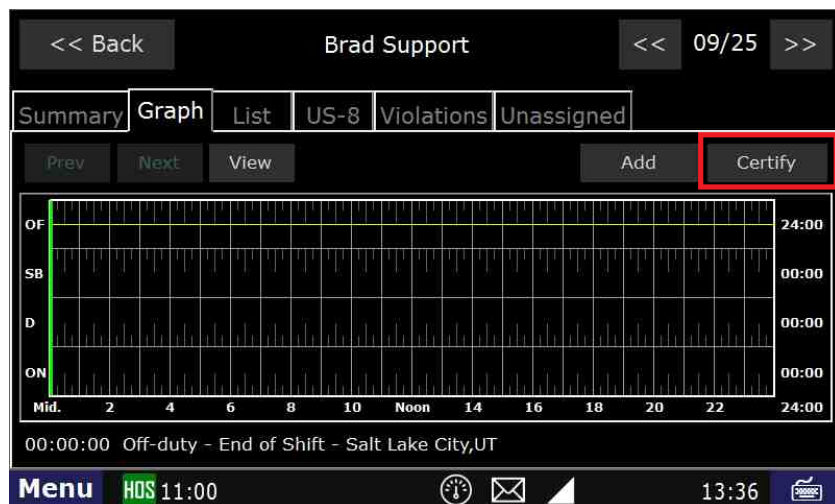 << Back Brad Support << 09/25 >>
Summary Graph List US-8 Violations Unassigned
Prev Next View Add Certify
OF 24:00
SB 00:00
D 00:00
ON 00:00
Mid. 2 4 6 8 10 Noon 14 16 18 20 22 24:00
00:00:00 Off-duty - End of Shift - Salt Lake City,UT
Menu HOS 11:00 13:36